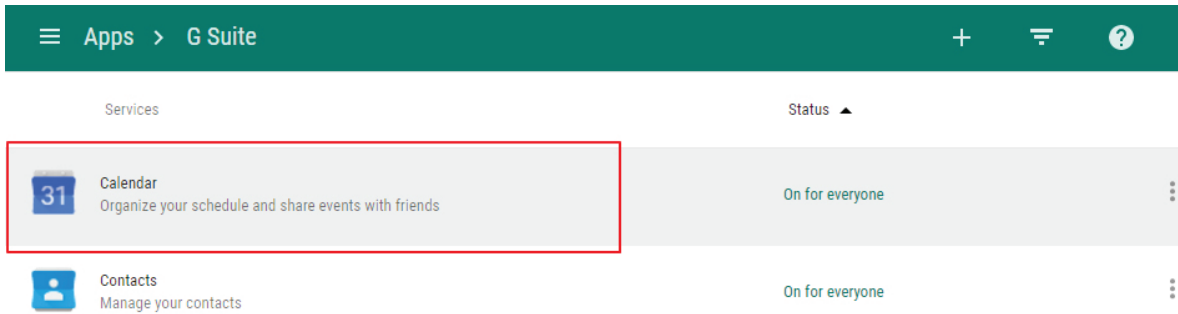 Apps > G Suite
Services
Status
31
Calendar
Organize your schedule and share events with friends
On for everyone
Contacts
Manage your contacts
On for everyone